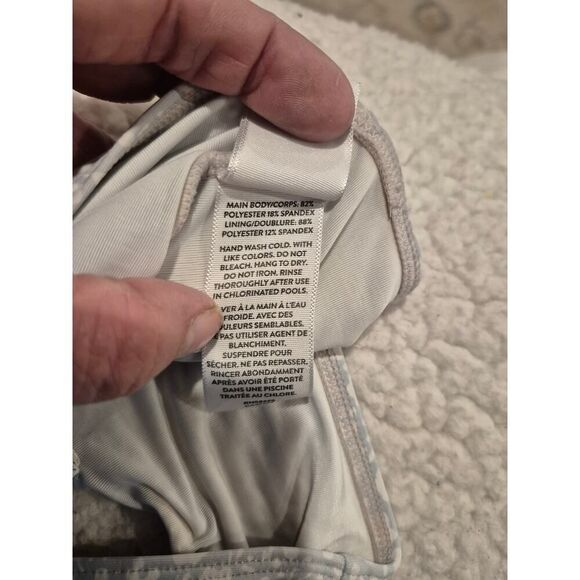 MAIN BODY/CORPS: 82%
POLYESTER 18% SPANDEX
LINING/DOUBLURE: 88%
POLYESTER 12% SPANDEX
HAND WASH COLD. WITH
LIKE COLORS. DO NOT
BLEACH. HANG TO DRY.
DO NOT IRON. RINSE
THOROUGHLY AFTER USE
IN CHLORINATED POOLS.
VER À LA MAIN À L'EAU
FROIDE. AVEC DES
ULEURS SEMBLABLES.
PAS UTILISER AGENT DE
BLANCHIMENT.
SUSPENDRE POUR
SÉCHER. NE PAS REPASSER.
RINCER ABONDAMMENT
APRÈS AVOIR ÉTÉ PORTÉ
DANS UNE PISCINE
TRAITÉE AU CHLORE.